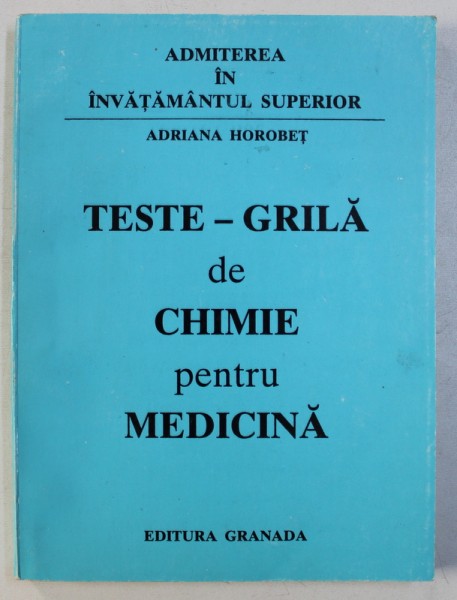 ADMITEREA
ÎN
ÎNVĂȚĂMÂNTUL SUPERIOR
ADRIANA HOROBEȚ
TESTE – GRILĂ
de
CHIMIE
pentru
MEDICINĂ
EDITURA GRANADA